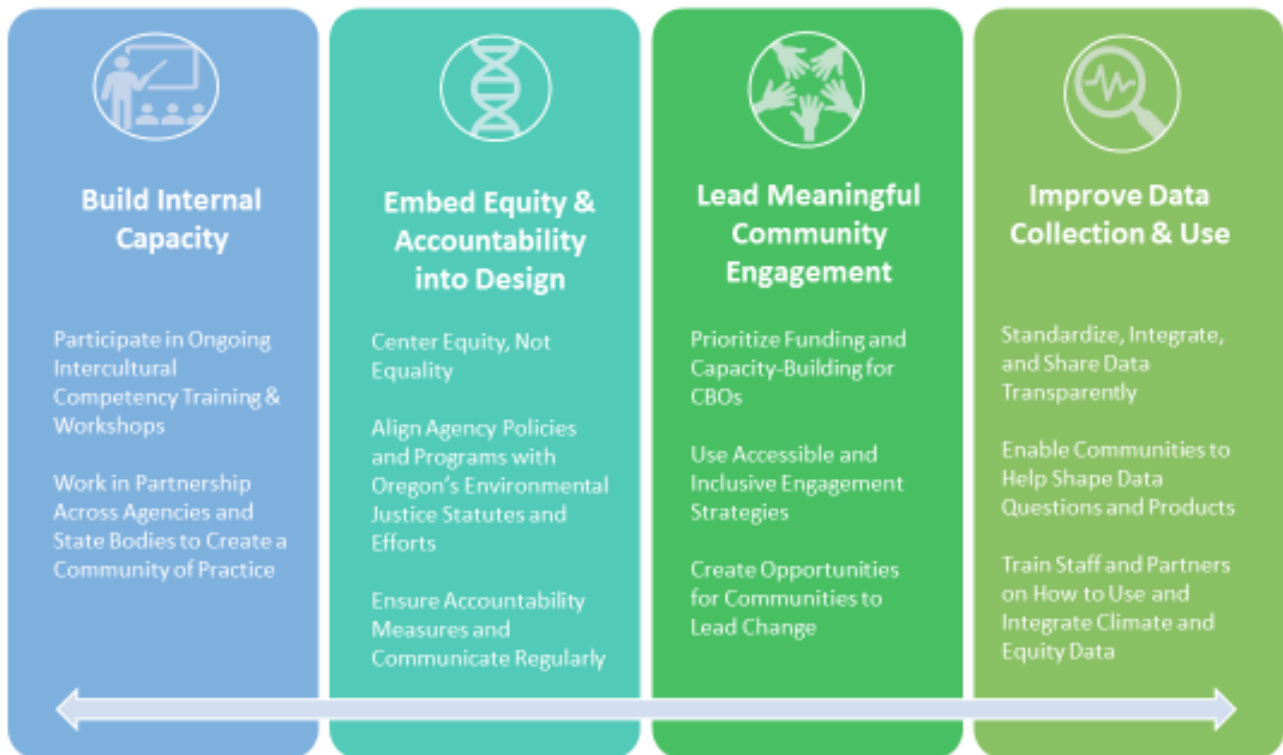 Build Internal
Capacity
Participate in Ongoing
Intercultural
Competency Training &
Workshops
Work in Partnership
Across Agencies and
State Bodies to Create a
Community of Practice
Embed Equity &
Accountability
into Design
Center Equity, Not
Equality
Align Agency Policies
and Programs with
Oregon's Environmental
Justice Statutes and
Efforts
Ensure Accountability
Measures and
Communicate Regularly
Lead Meaningful
Community
Engagement
Prioritize Funding and
Capacity-Building for
CBOs
Use Accessible and
Inclusive Engagement
Strategies
Create Opportunities
for Communities to
Lead Change
Improve Data
Collection & Use
Standardize, Integrate,
and Share Data
Transparently
Enable Communities to
Help Shape Data
Questions and Products
Train Staff and Partners
on How to Use and
Integrate Climate and
Equity Data